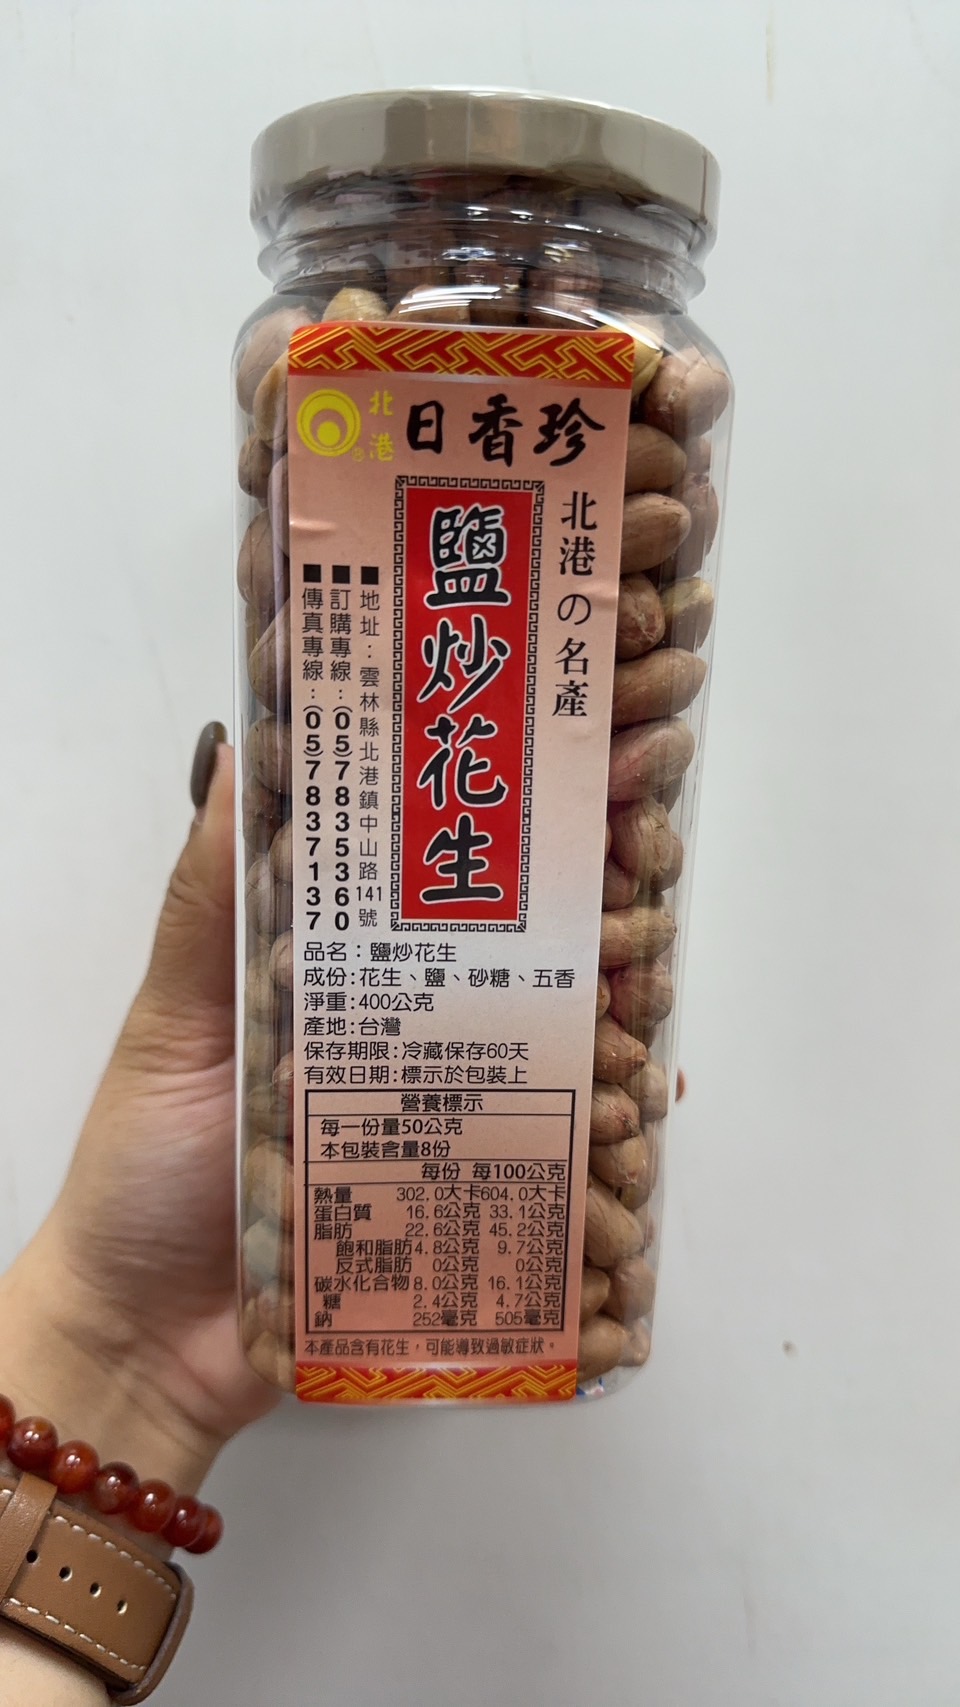 北港
日香珍
北港の名產
鹽炒花生
■地址：雲林縣北港鎮中山路141號
■訂購專線：(05)7835360
■傳真專線：(05)7837137
品名：鹽炒花生
成份:花生、鹽、砂糖、五香
淨重:400公克
產地:台灣
保存期限:冷藏保存60天
有效日期:標示於包裝上
營養標示
每一份量50公克
本包裝含量8份
每份 每100公克
熱量 302.0大卡 604.0大卡
蛋白質 16.6公克 33.1公克
脂肪 22.6公克 45.2公克
飽和脂肪 4.8公克 9.7公克
反式脂肪 0公克 0公克
碳水化合物 8.0公克 16.1公克
糖 2.4公克 4.7公克
鈉 252毫克 505毫克
本產品含有花生，可能導致過敏症狀。